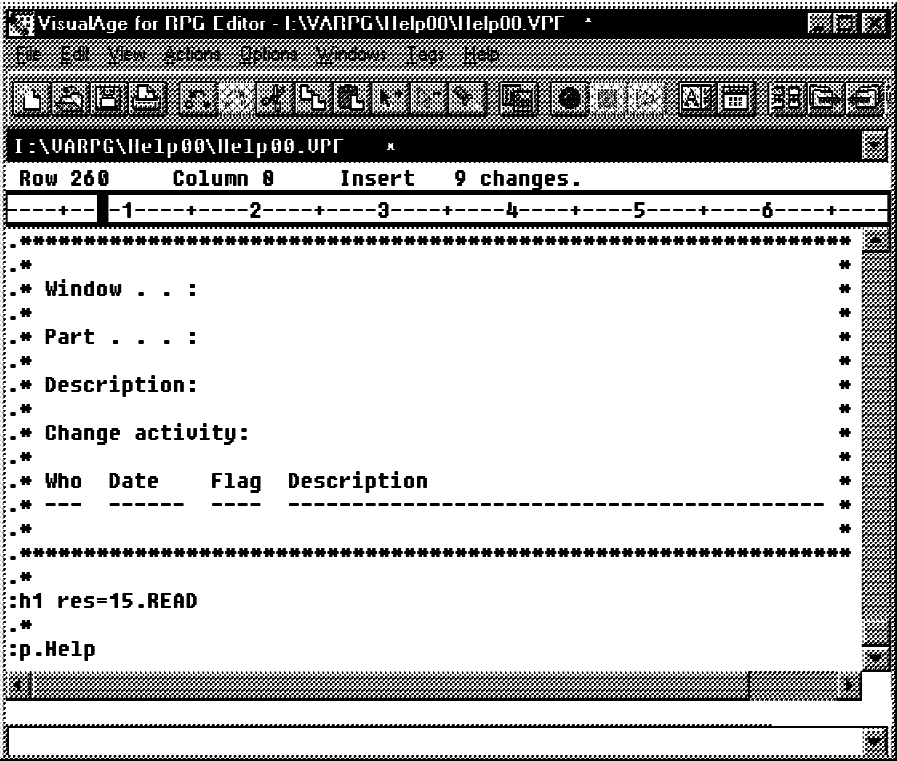 VisualAge for RPG Editor - I:\VARPG\Help00\Help00.VPF *
File Edit View Actions Options Windows Tags Help
I:\VARPG\Help00\Help00.VPF *
Row 260 Column 0 Insert 9 changes.
----+-- -1----+----2----+----3----+----4----+----5----+----6----+----
.*****************************************************************
.* *
.* Window . . : *
.* *
.* Part . . . : *
.* *
.* Description: *
.* *
.* Change activity: *
.* *
.* Who Date Flag Description *
.* --- ------ ---- ------------------------------------------ *
.* *
.*****************************************************************
.*
:h1 res=15.READ
.*
:p.Help